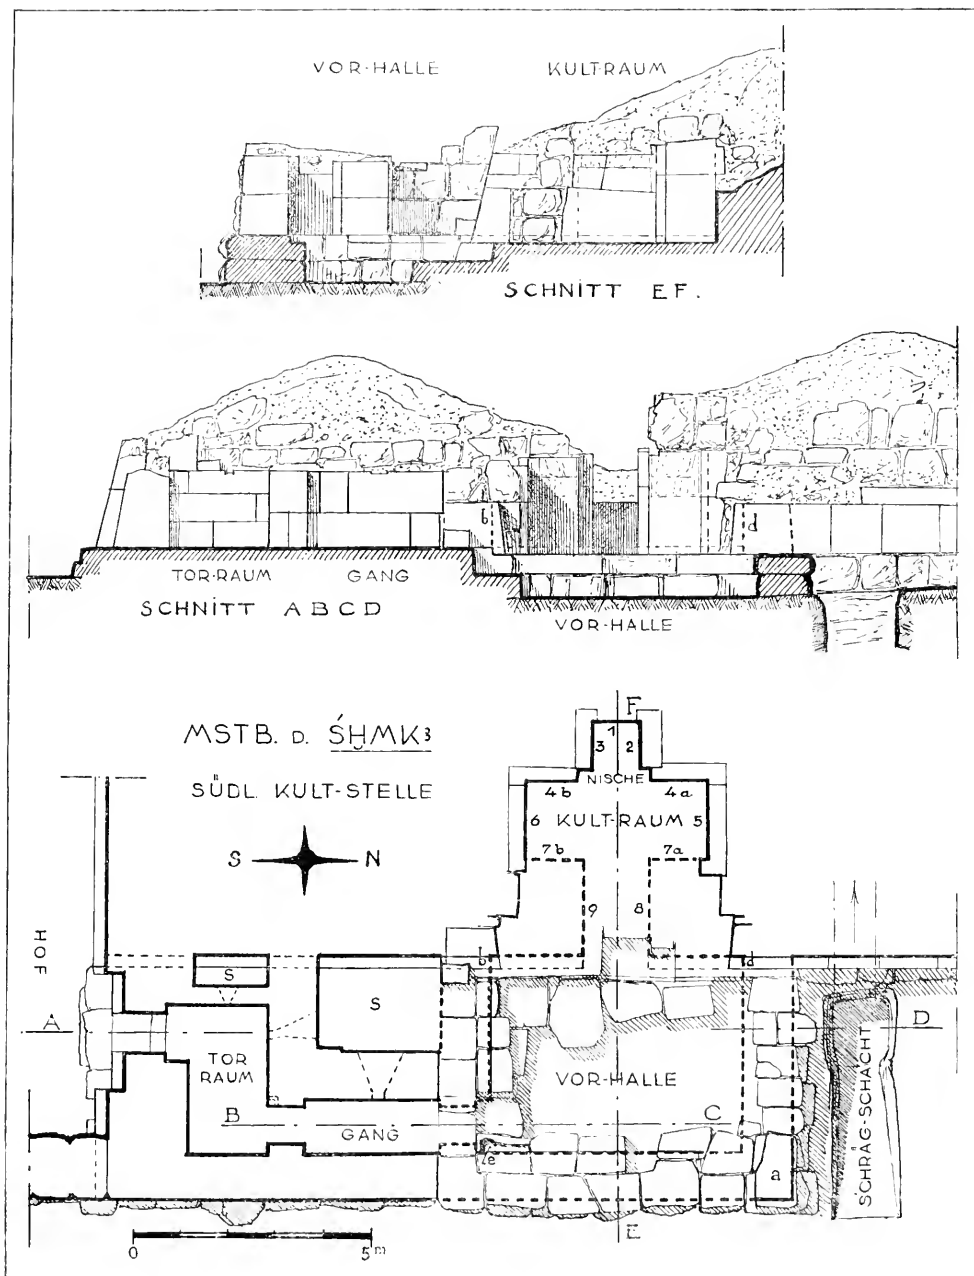 VOR-HALLE KULT-RAUM
SCHNITT EF.
b d
TOR-RAUM GANG
SCHNITT ABCD
VOR-HALLE
MSTB. D. ŚḤMKꜣ
SÜDL. KULT-STELLE
S N
F
1
3 2
NISCHE
4b 4a
6 KULT-RAUM 5
7b 7a
9 8
HOF
b d
S
S
A D
TOR
RAUM
VOR-HALLE
B C
GANG
SCHRÄG-SCHACHT
e a
E
0 5m